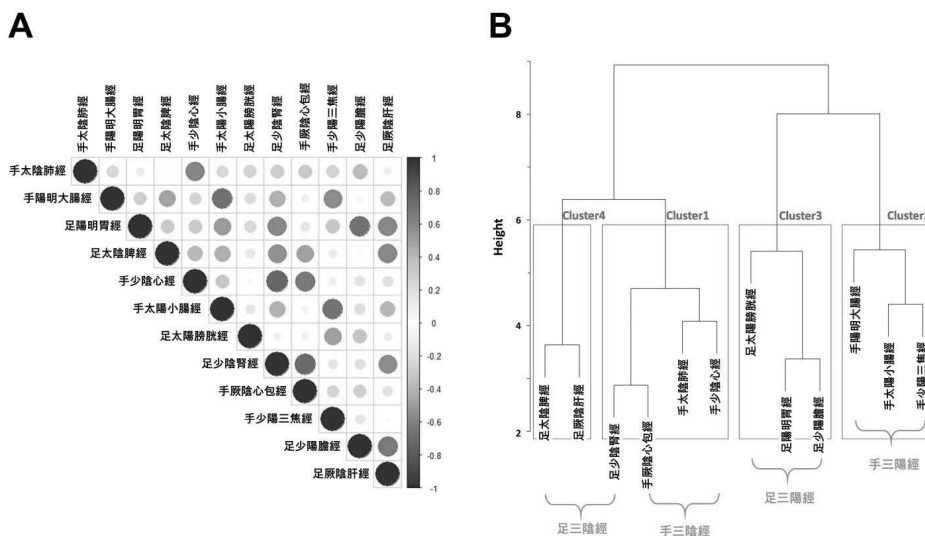 A
B
手太陰肺經
手陽明大腸經
足陽明胃經
足太陰脾經
手少陰心經
手太陽小腸經
足太陽膀胱經
足少陰腎經
手厥陰心包經
手少陽三焦經
足少陽膽經
足厥陰肝經
手太陰肺經
手陽明大腸經
足陽明胃經
足太陰脾經
手少陰心經
手太陽小腸經
足太陽膀胱經
足少陰腎經
手厥陰心包經
手少陽三焦經
足少陽膽經
足厥陰肝經
1
0.8
0.6
0.4
0.2
0
-0.2
-0.4
-0.6
-0.8
-1
Height
8
6
4
2
Cluster4
Cluster1
Cluster3
Cluster2
足太陰脾經
足厥陰肝經
足少陰腎經
手厥陰心包經
手太陰肺經
手少陰心經
足太陽膀胱經
足陽明胃經
足少陽膽經
手陽明大腸經
手太陽小腸經
手少陽三焦經
足三陰經
手三陰經
足三陽經
手三陽經